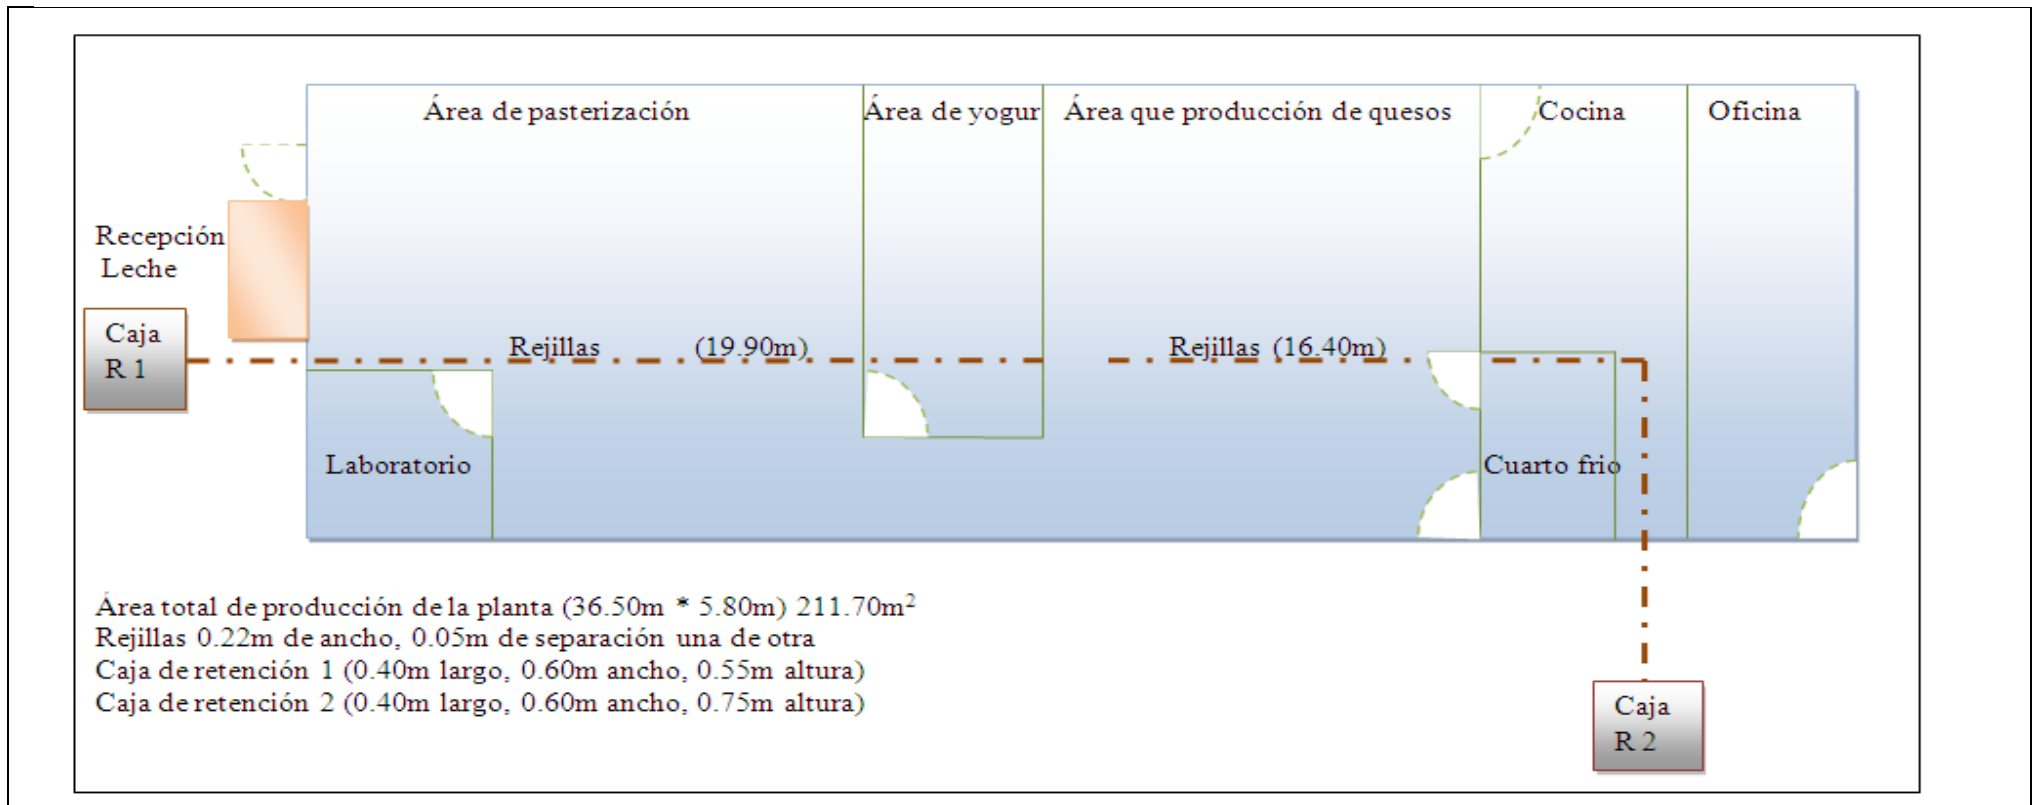 Área de pasterización
Área de yogur
Área que producción de quesos
Cocina
Oficina
Recepción
Leche
Caja
R 1
Rejillas (19.90m)
Rejillas (16.40m)
Laboratorio
Cuarto frio
Área total de producción de la planta (36.50m * 5.80m) 211.70m²
Rejillas 0.22m de ancho, 0.05m de separación una de otra
Caja de retención 1 (0.40m largo, 0.60m ancho, 0.55m altura)
Caja de retención 2 (0.40m largo, 0.60m ancho, 0.75m altura)
Caja
R 2